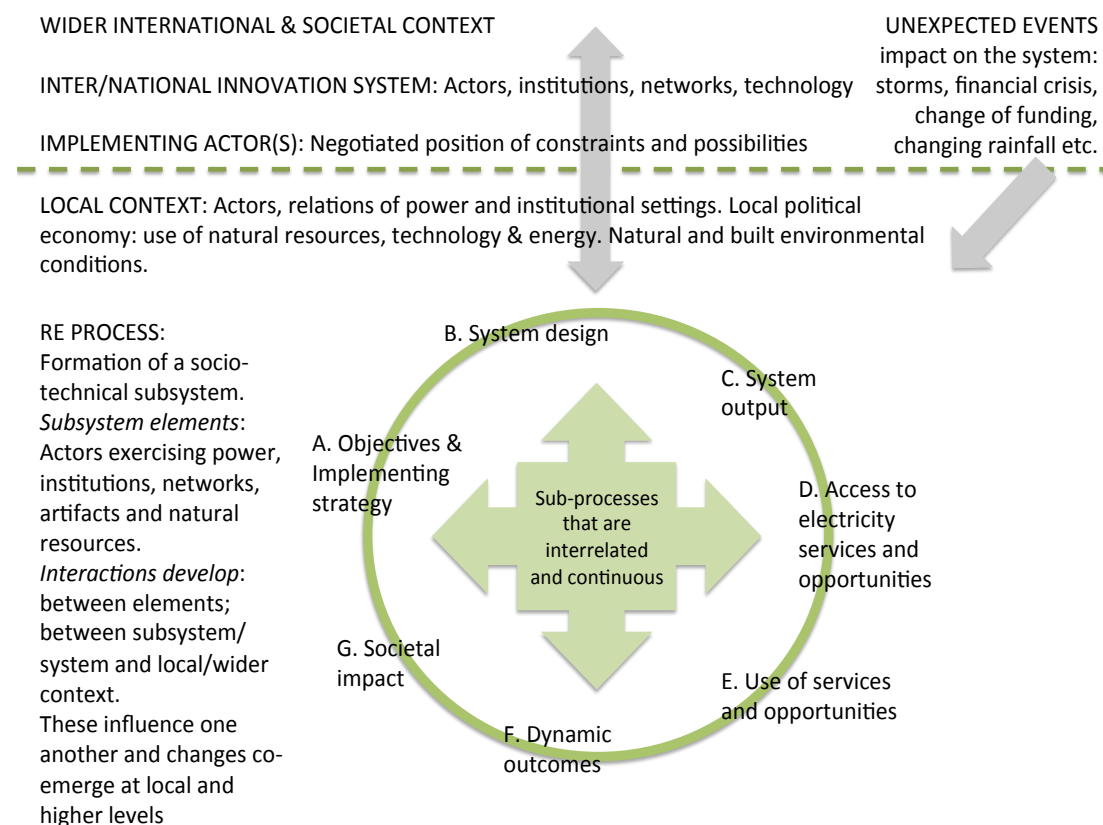 WIDER INTERNATIONAL & SOCIETAL CONTEXT
INTER/NATIONAL INNOVATION SYSTEM: Actors, institutions, networks, technology
IMPLEMENTING ACTOR(S): Negotiated position of constraints and possibilities
UNEXPECTED EVENTS
impact on the system:
storms, financial crisis,
change of funding,
changing rainfall etc.
LOCAL CONTEXT: Actors, relations of power and institutional settings. Local political
economy: use of natural resources, technology & energy. Natural and built environmental
conditions.
RE PROCESS:
Formation of a socio-
technical subsystem.
Subsystem elements:
Actors exercising power,
institutions, networks,
artifacts and natural
resources.
Interactions develop:
between elements;
between subsystem/
system and local/wider
context.
These influence one
another and changes co-
emerge at local and
higher levels
A. Objectives &
Implementing
strategy
B. System design
C. System
output
D. Access to
electricity
services and
opportunities
E. Use of services
and opportunities
F. Dynamic
outcomes
G. Societal
impact
Sub-processes
that are
interrelated
and continuous